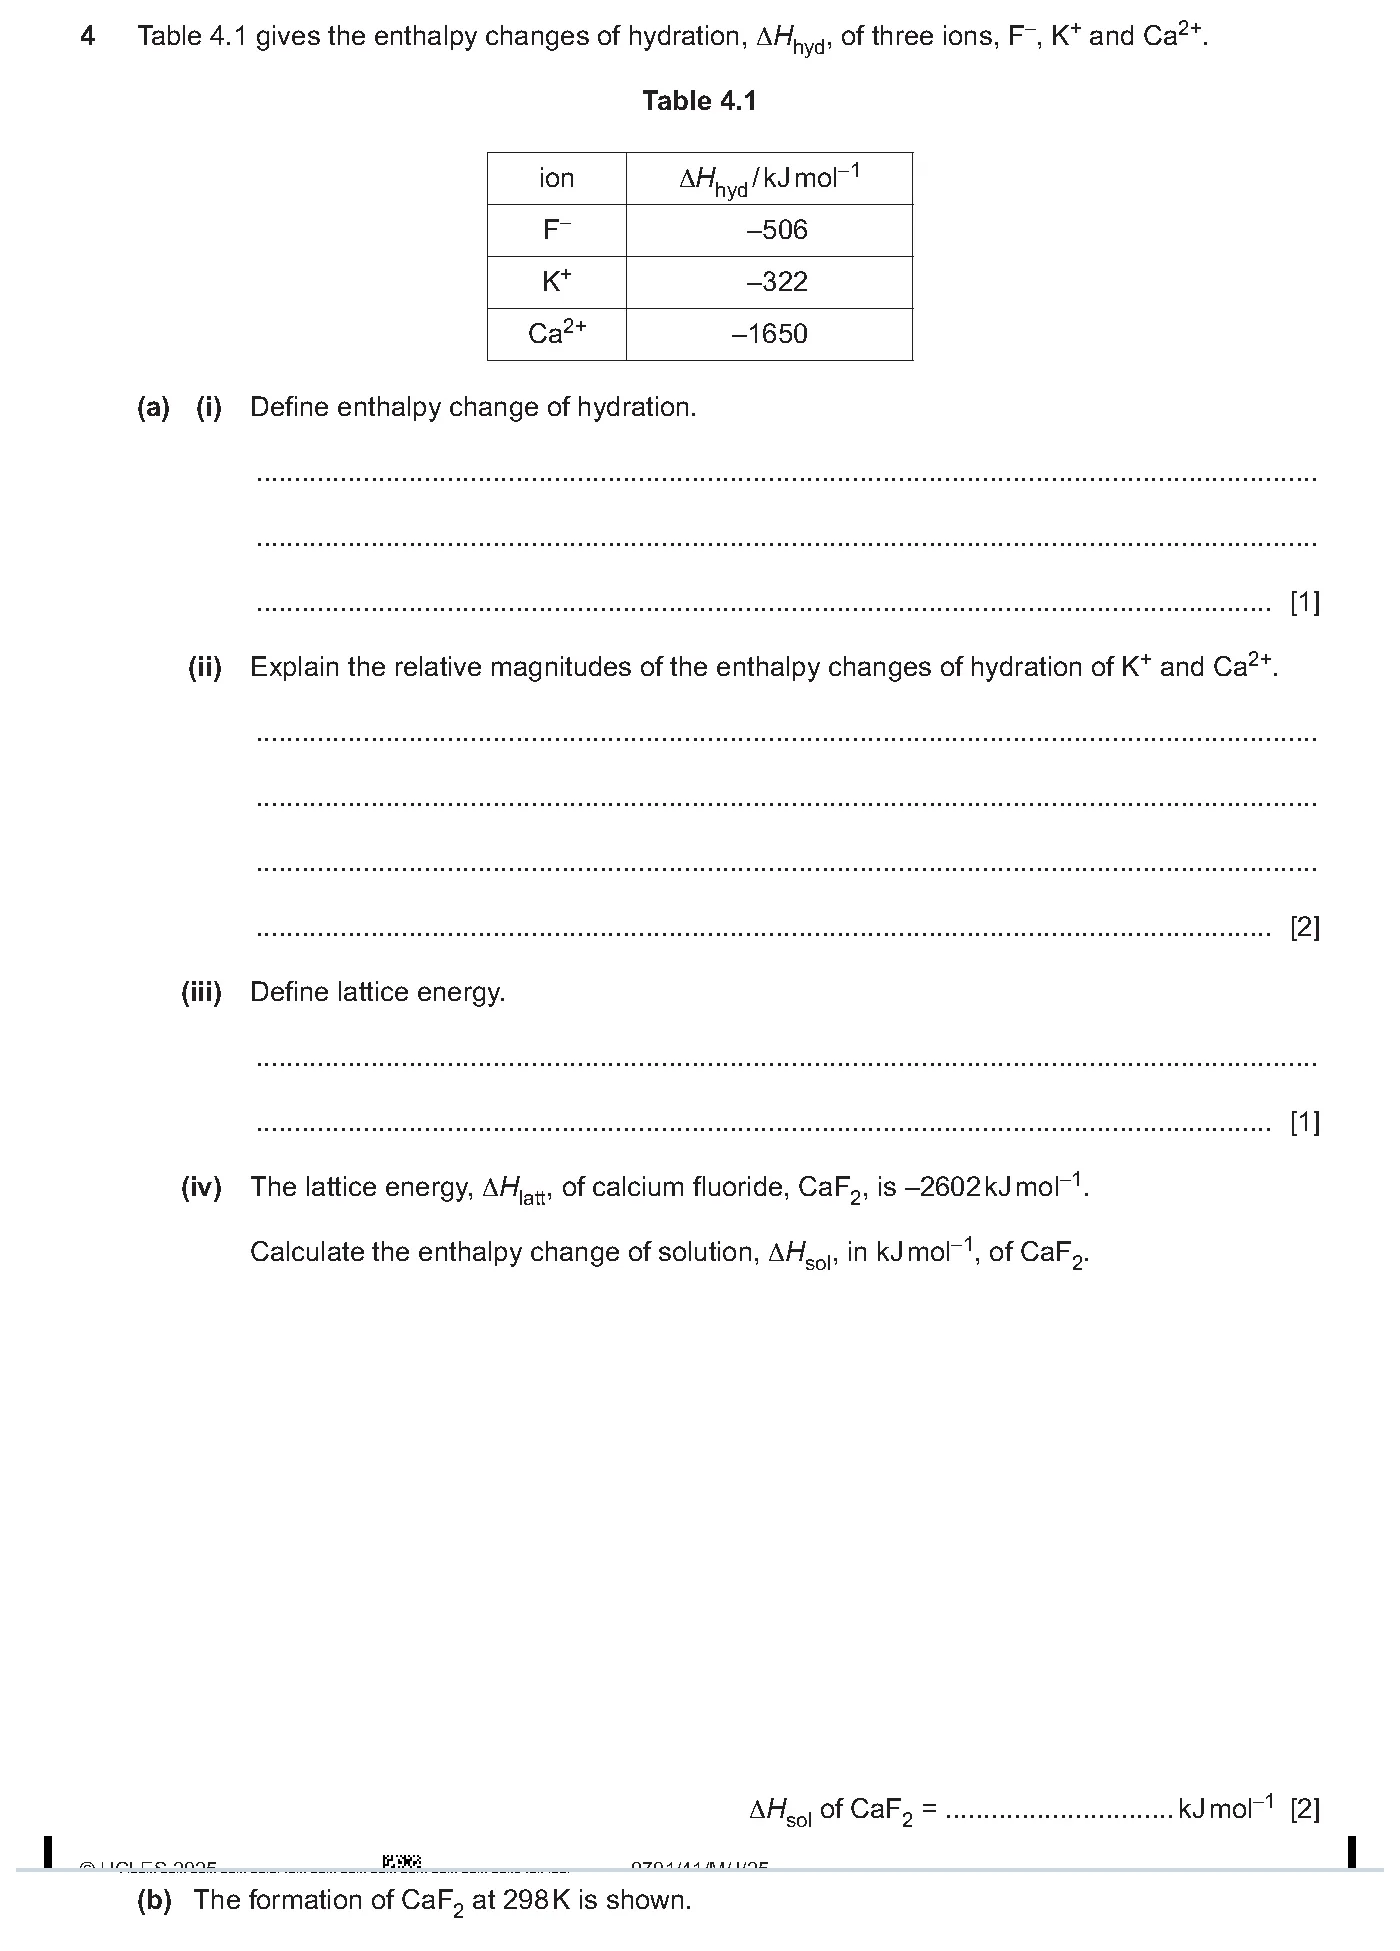 4 Table 4.1 gives the enthalpy changes of hydration, ΔHhyd, of three ions, F⁻, K⁺ and Ca²⁺.
Table 4.1
ion ΔHhyd / kJ mol⁻¹
F⁻ –506
K⁺ –322
Ca²⁺ –1650
(a) (i) Define enthalpy change of hydration.
[1]
(ii) Explain the relative magnitudes of the enthalpy changes of hydration of K⁺ and Ca²⁺.
[2]
(iii) Define lattice energy.
[1]
(iv) The lattice energy, ΔHlatt, of calcium fluoride, CaF₂, is –2602 kJ mol⁻¹.
Calculate the enthalpy change of solution, ΔHsol, in kJ mol⁻¹, of CaF₂.
ΔHsol of CaF₂ = .............................. kJ mol⁻¹ [2]
© UCLES 2025 9791/41/M/J/25
(b) The formation of CaF₂ at 298 K is shown.